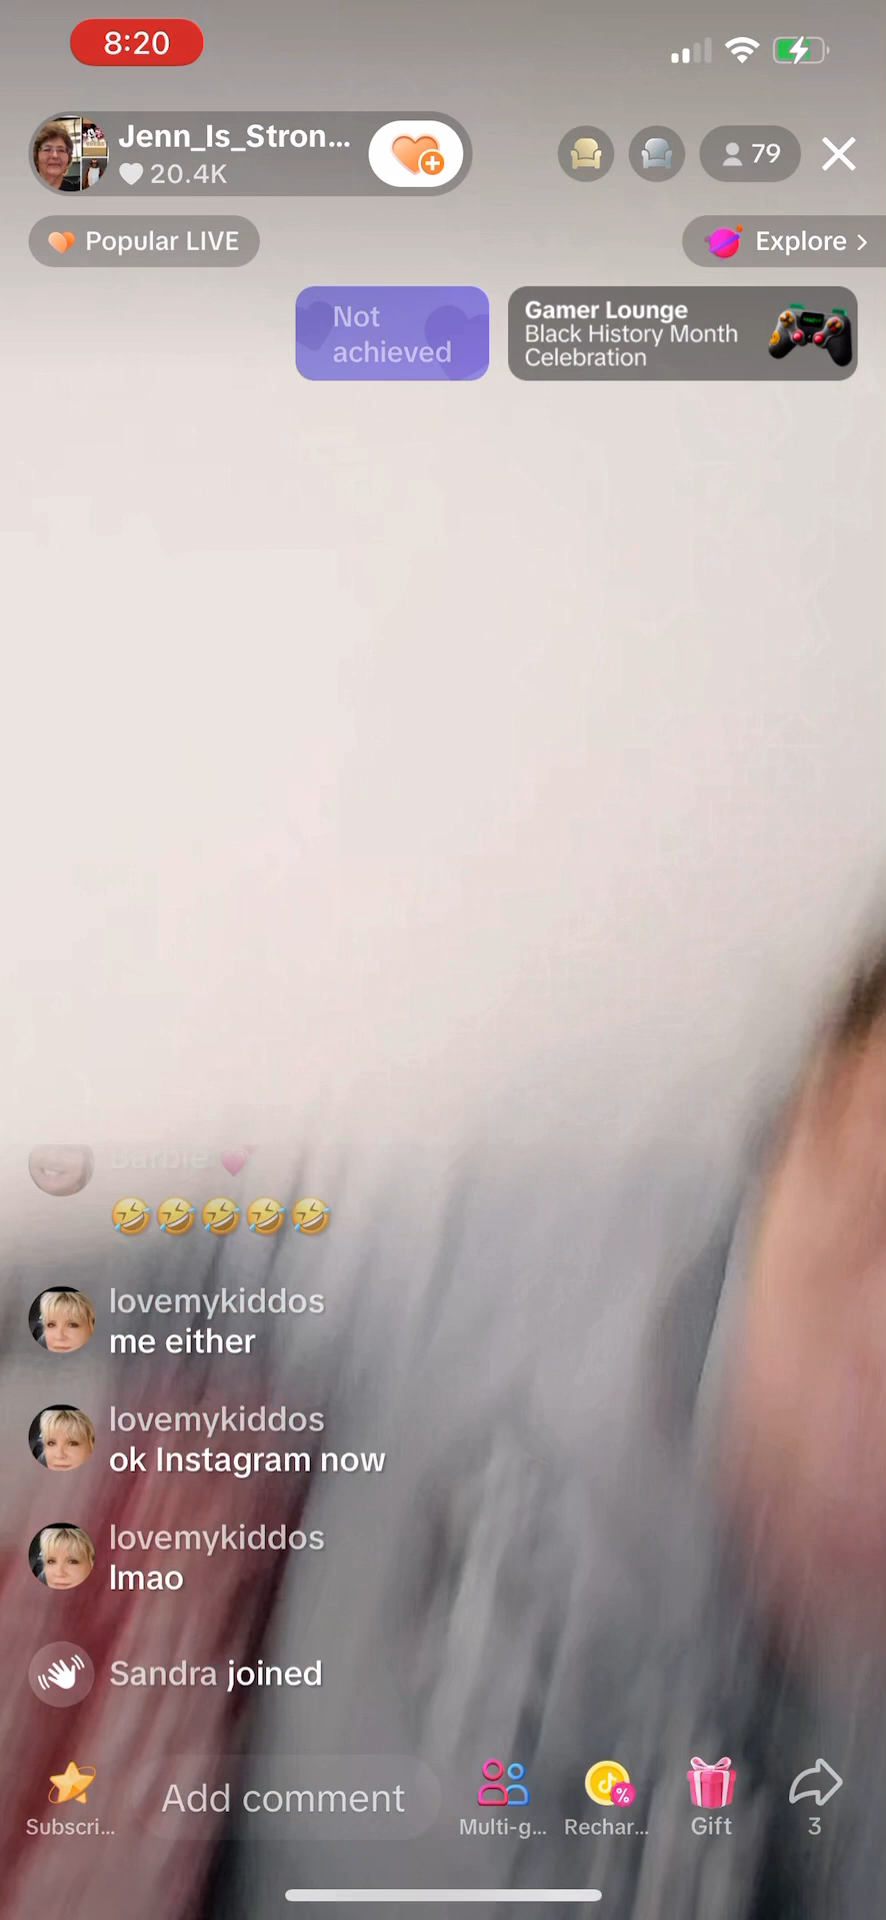 8:20
Jenn_Is_Stron...
20.4K
79
Popular LIVE
Explore >
Not
achieved
Gamer Lounge
Black History Month
Celebration
Barbie 💗
🤣🤣🤣🤣🤣
lovemykiddos
me either
lovemykiddos
ok Instagram now
lovemykiddos
lmao
Sandra joined
Add comment
Subscri...
Multi-g...
Rechar...
Gift
3